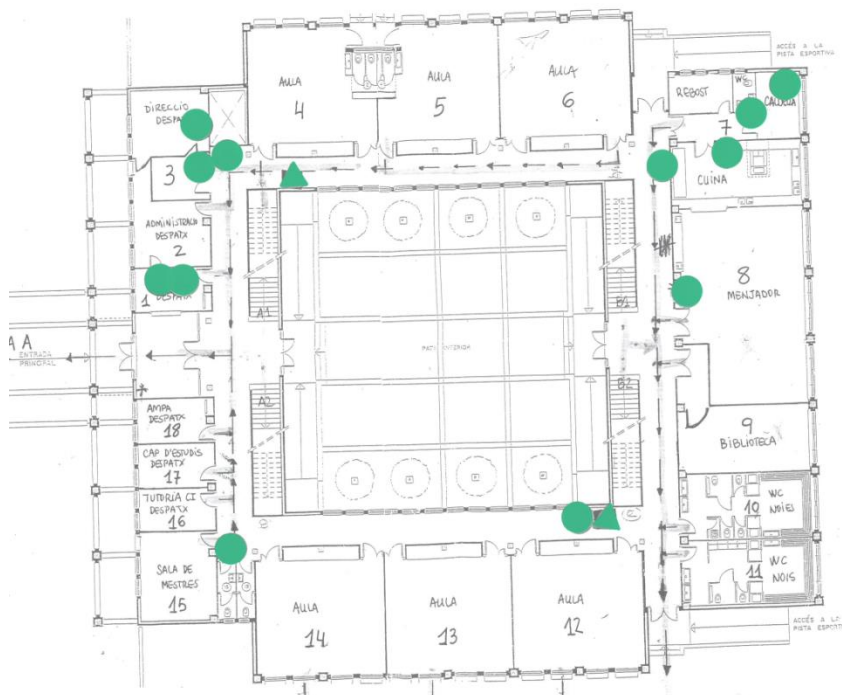 ACCÉS A LA
PISTA ESPORTIVA
DIRECCIÓ
3
AULA
4
AULA
5
AULA
6
REBOST
WC
CALDERA
7
CUINA
ADMINISTRACIÓ
DESPATX
2
1
DESPATX
A1
B1
8
MENJADOR
A
ENTRADA
PRINCIPAL
PATI INTERIOR
A2
B2
AMPA
DESPATX
18
CAP D'ESTUDIS
DESPATX
17
TUTORIA CI
DESPATX
16
9
BIBLIOTECA
10
WC
NOIES
11
WC
NOIS
SALA DE
MESTRES
15
AULA
14
AULA
13
AULA
12
ACCÉS A LO
PISTA ESPORT